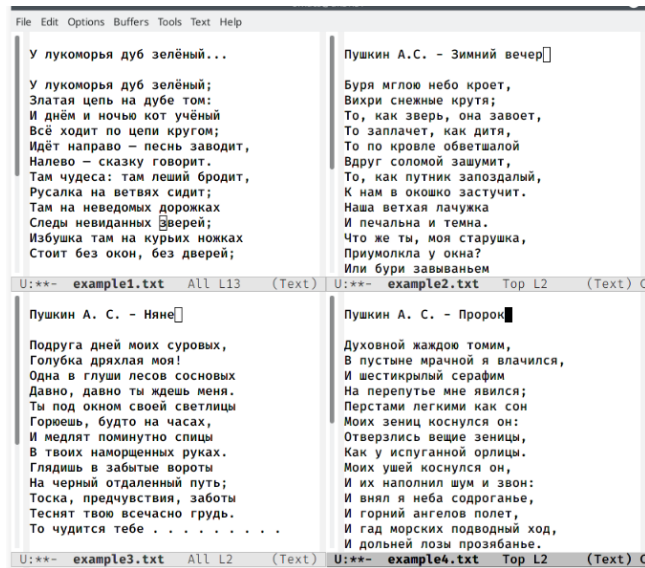 File Edit Options Buffers Tools Text Help
У лукоморья дуб зелёный...
У лукоморья дуб зелёный;
Златая цепь на дубе том:
И днём и ночью кот учёный
Всё ходит по цепи кругом;
Идёт направо — песнь заводит,
Налево — сказку говорит.
Там чудеса: там леший бродит,
Русалка на ветвях сидит;
Там на неведомых дорожках
Следы невиданных зверей;
Избушка там на курьих ножках
Стоит без окон, без дверей;
U:**- example1.txt All L13 (Text)
Пушкин А.С. - Зимний вечер
Буря мглою небо кроет,
Вихри снежные крутя;
То, как зверь, она завоет,
То заплачет, как дитя,
То по кровле обветшалой
Вдруг соломой зашумит,
То, как путник запоздалый,
К нам в окошко застучит.
Наша ветхая лачужка
И печальна и темна.
Что же ты, моя старушка,
Приумолкла у окна?
Или бури завываньем
U:**- example2.txt Top L2 (Text)
Пушкин А. С. - Няне
Подруга дней моих суровых,
Голубка дряхлая моя!
Одна в глуши лесов сосновых
Давно, давно ты ждешь меня.
Ты под окном своей светлицы
Горюешь, будто на часах,
И медлят поминутно спицы
В твоих наморщенных руках.
Глядишь в забытые вороты
На черный отдаленный путь;
Тоска, предчувствия, заботы
Теснят твою всечасно грудь.
То чудится тебе . . . . . . . . .
U:**- example3.txt All L2 (Text)
Пушкин А. С. - Пророк
Духовной жаждою томим,
В пустыне мрачной я влачился,
И шестикрылый серафим
На перепутье мне явился;
Перстами легкими как сон
Моих зениц коснулся он:
Отверзлись вещие зеницы,
Как у испуганной орлицы.
Моих ушей коснулся он,
И их наполнил шум и звон:
И внял я неба содроганье,
И горний ангелов полет,
И гад морских подводный ход,
И дольней лозы прозябанье.
U:**- example4.txt Top L2 (Text)